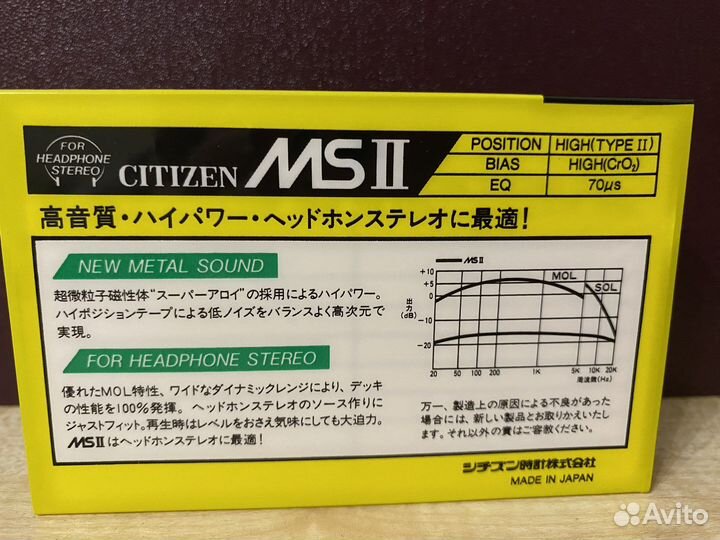 FOR
HEADPHONE
STEREO
CITIZEN MSII
POSITION HIGH(TYPE II)
BIAS HIGH(CrO₂)
EQ 70μs
高音質・ハイパワー・ヘッドホンステレオに最適!
NEW METAL SOUND
超微粒子磁性体“スーパーアロイ”の採用によるハイパワー。
ハイポジションテープによる低ノイズをバランスよく高次元で
実現。
FOR HEADPHONE STEREO
優れたMOL特性、ワイドなダイナミックレンジにより、デッキ
の性能を100%発揮。ヘッドホンステレオのソース作りに
ジャストフィット。再生時はレベルをおさえ気味にしても大迫力。
MSIIはヘッドホンステレオに最適!
MSII
MOL
SOL
+10
+5
0
-10
-20
出力(dB)
20 50 100 200 1K 5K 10K 20K
周波数(Hz)
万一、製造上の原因による不良があった
場合には、新しい製品とお取りかえいたし
ます。それ以外の責はご容赦ください。
シチズン時計株式会社
MADE IN JAPAN
Avito